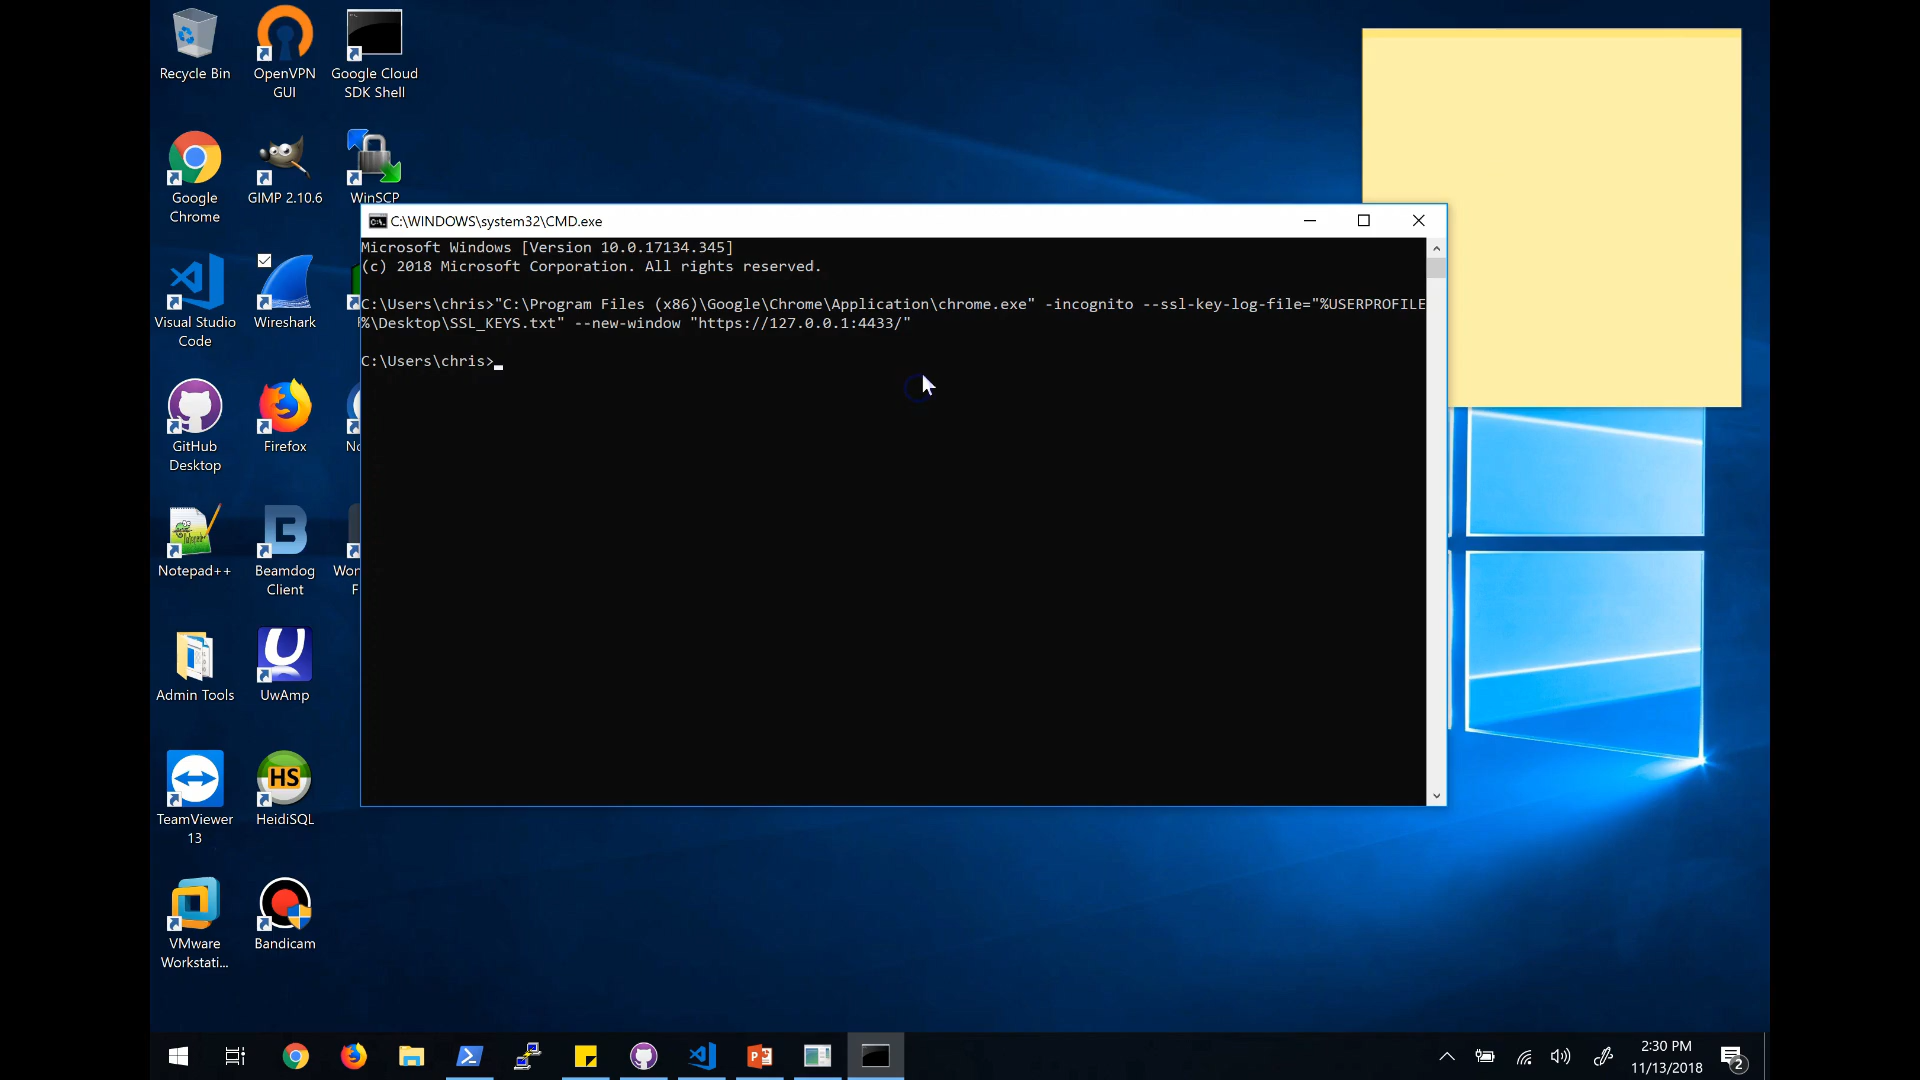 Recycle Bin
OpenVPN
GUI
Google Cloud
SDK Shell
Google
Chrome
GIMP 2.10.6
WinSCP
Visual Studio
Code
Wireshark
GitHub
Desktop
Firefox
Notepad++
Beamdog
Client
Admin Tools
UwAmp
TeamViewer
13
HS
HeidiSQL
VMware
Workstati...
Bandicam
C:\WINDOWS\system32\CMD.exe
Microsoft Windows [Version 10.0.17134.345]
(c) 2018 Microsoft Corporation. All rights reserved.
C:\Users\chris>"C:\Program Files (x86)\Google\Chrome\Application\chrome.exe" -incognito --ssl-key-log-file="%USERPROFILE
%\Desktop\SSL_KEYS.txt" --new-window "https://127.0.0.1:4433/"
C:\Users\chris>
2:30 PM
11/13/2018
2